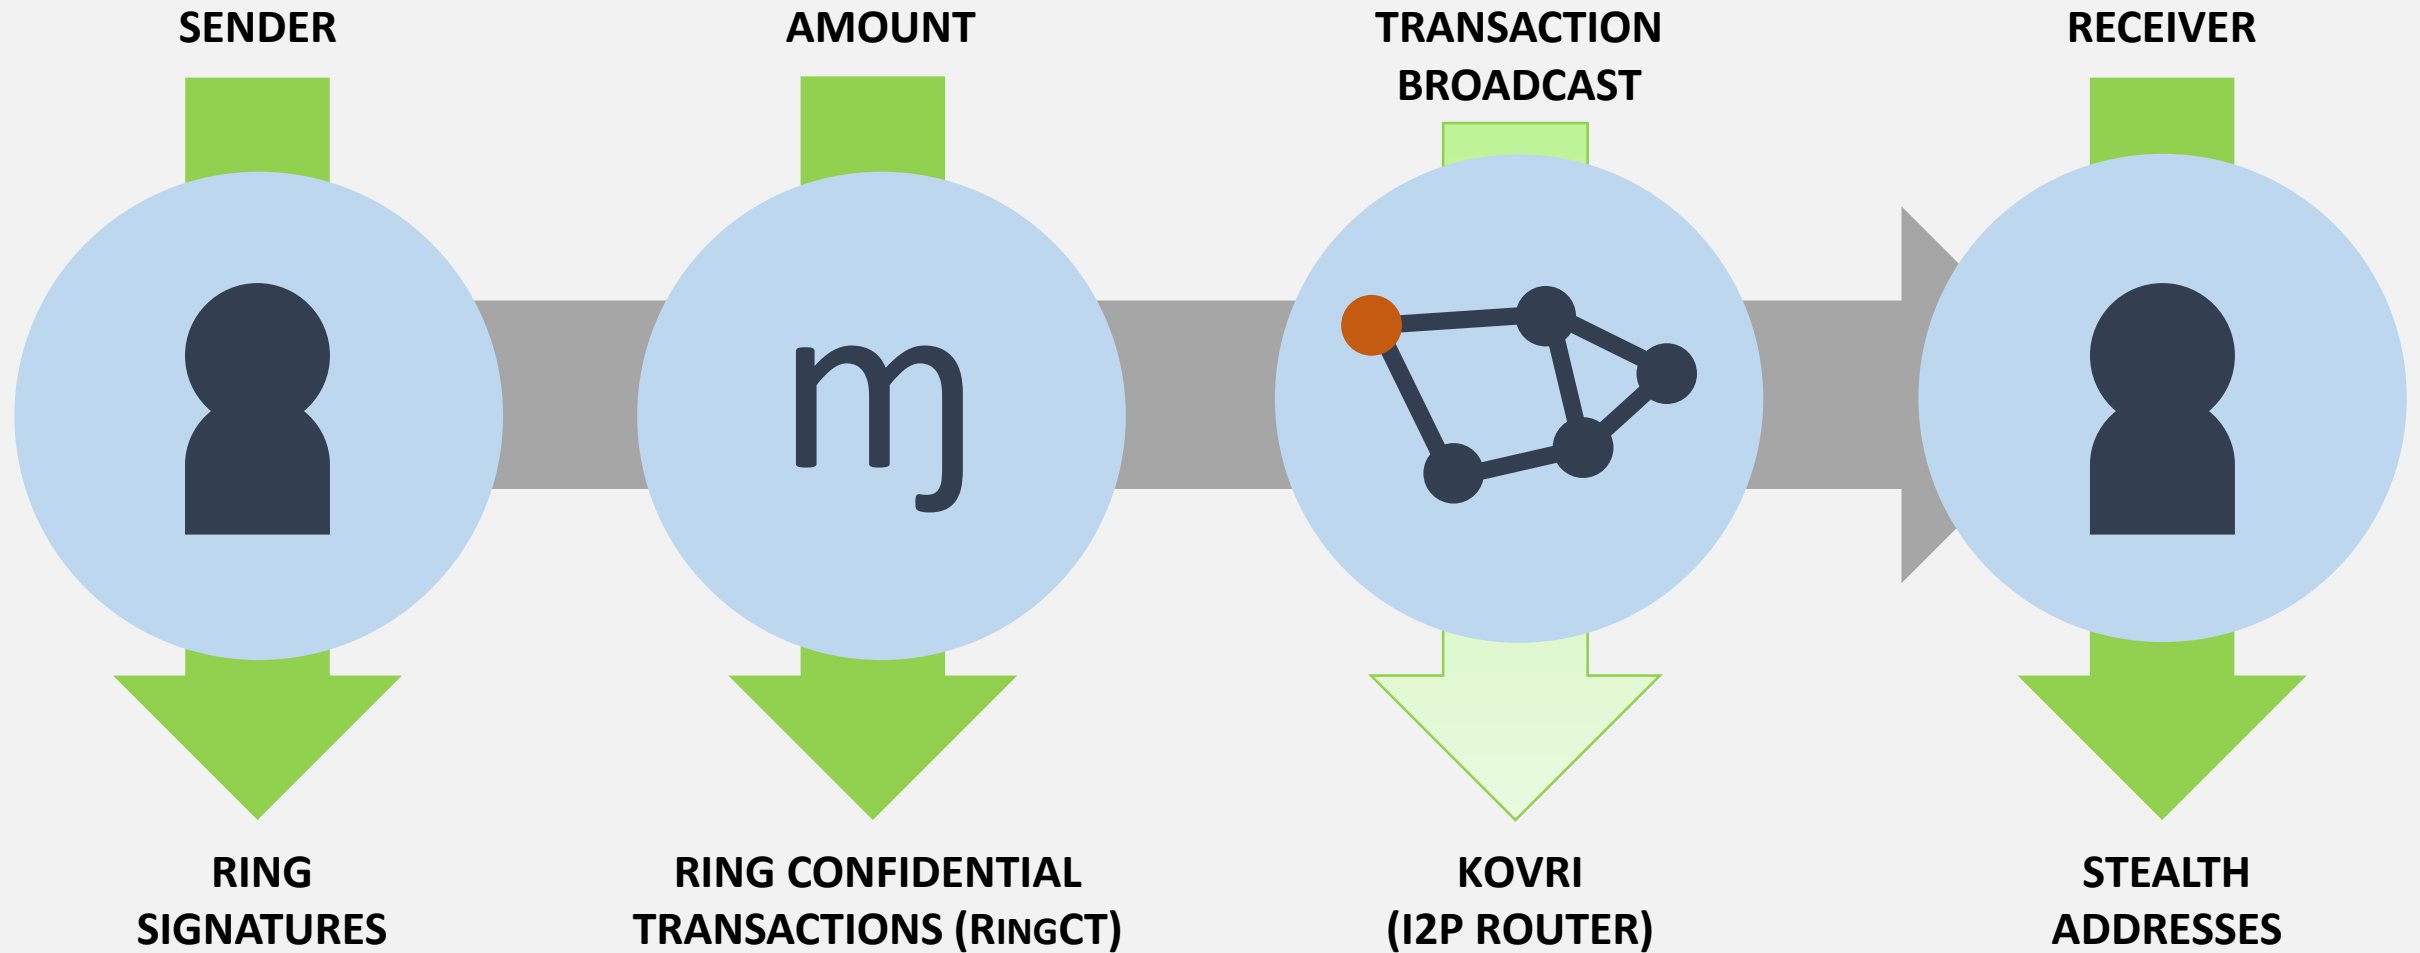 SENDER
AMOUNT
TRANSACTION
BROADCAST
RECEIVER
ɱ
RING
SIGNATURES
RING CONFIDENTIAL
TRANSACTIONS (RINGCT)
KOVRI
(I2P ROUTER)
STEALTH
ADDRESSES